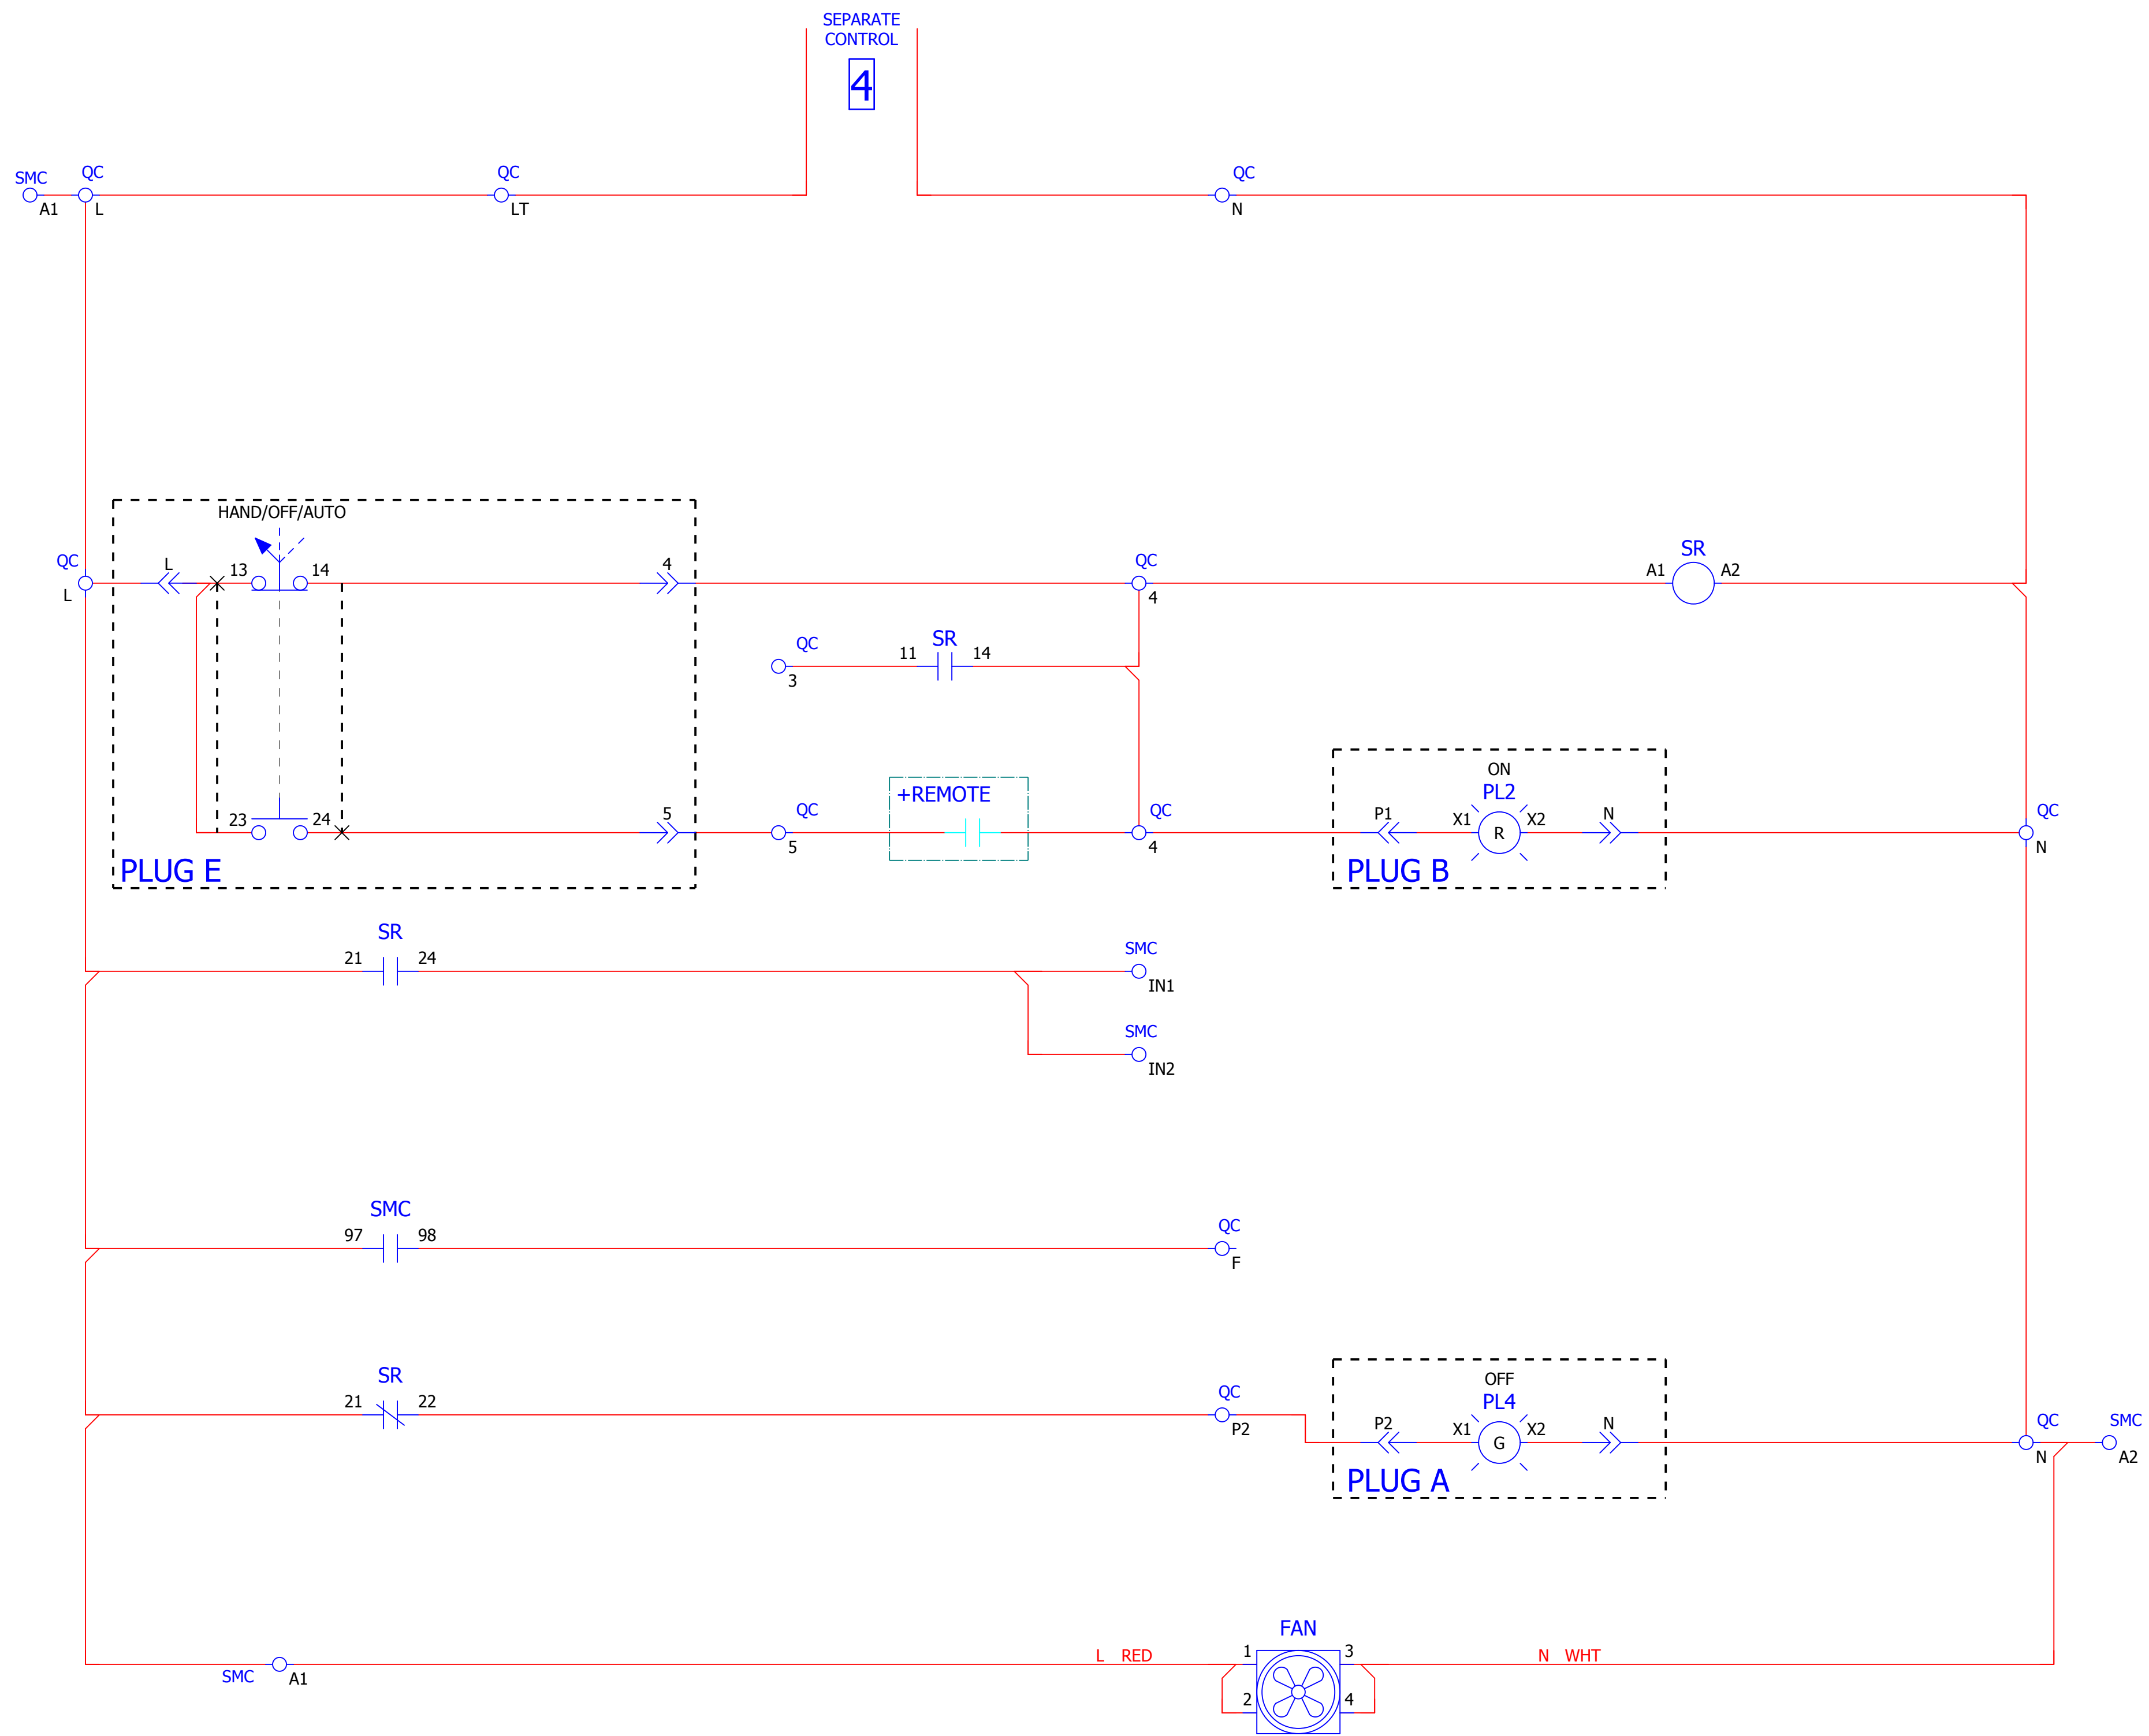 SEPARATE
CONTROL
4
SMC
A1
QC
L
QC
LT
QC
N
HAND/OFF/AUTO
QC
L
L
13
14
4
QC
4
SR
A1
A2
QC
3
11
SR
14
23
24
5
PLUG E
QC
5
+REMOTE
QC
4
ON
PL2
P1
X1
R
X2
N
PLUG B
QC
N
SR
21
24
SMC
IN1
SMC
IN2
SMC
97
98
QC
F
SR
21
22
QC
P2
OFF
PL4
P2
X1
G
X2
N
PLUG A
QC
N
SMC
A2
SMC
A1
L RED
FAN
1
3
2
4
N WHT